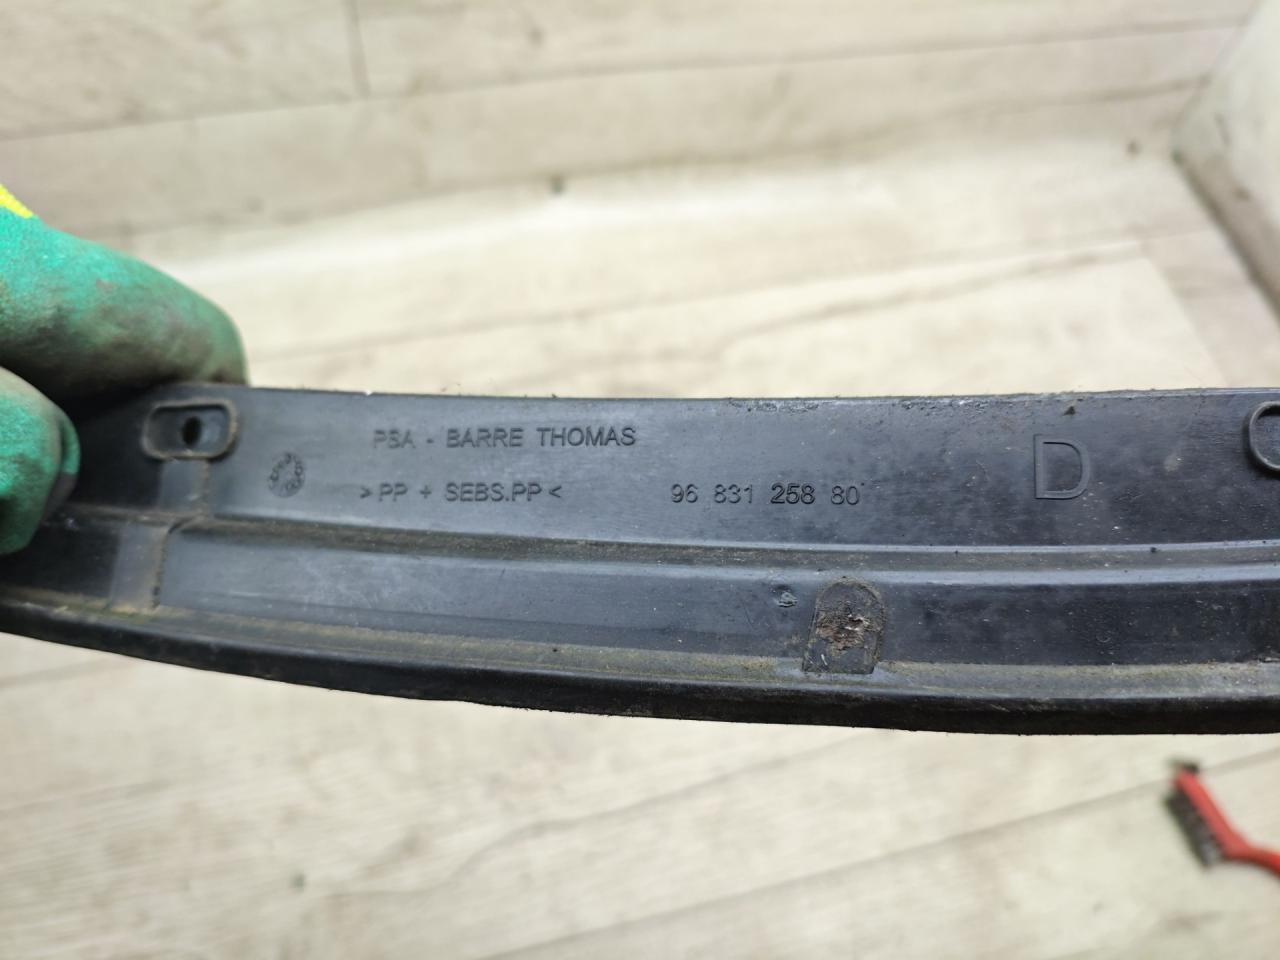 PSA - BARRE THOMAS
>PP + SEBS.PP<
96 831 258 80
D